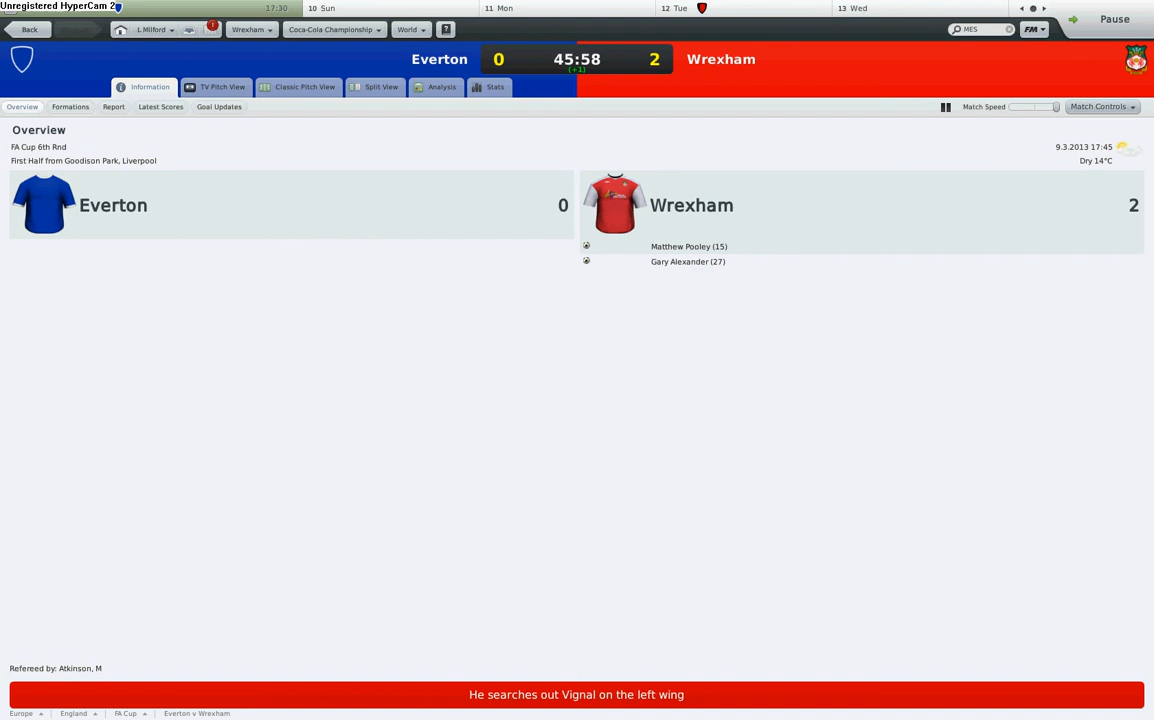 Unregistered HyperCam 2
17:30
10 Sun
11 Mon
12 Tue
13 Wed
Back
L Milford
Wrexham
Coca-Cola Championship
World
?
MES
FM
Pause
Everton 0 45:58 2 Wrexham
(+1)
Information
TV Pitch View
Classic Pitch View
Split View
Analysis
Stats
Overview
Formations
Report
Latest Scores
Goal Updates
Match Speed
Match Controls
Overview
FA Cup 6th Rnd
9.3.2013 17:45
First Half from Goodison Park, Liverpool
Dry 14°C
Everton 0
Wrexham 2
Matthew Pooley (15)
Gary Alexander (27)
Refereed by: Atkinson, M
He searches out Vignal on the left wing
Europe
England
FA Cup
Everton v Wrexham